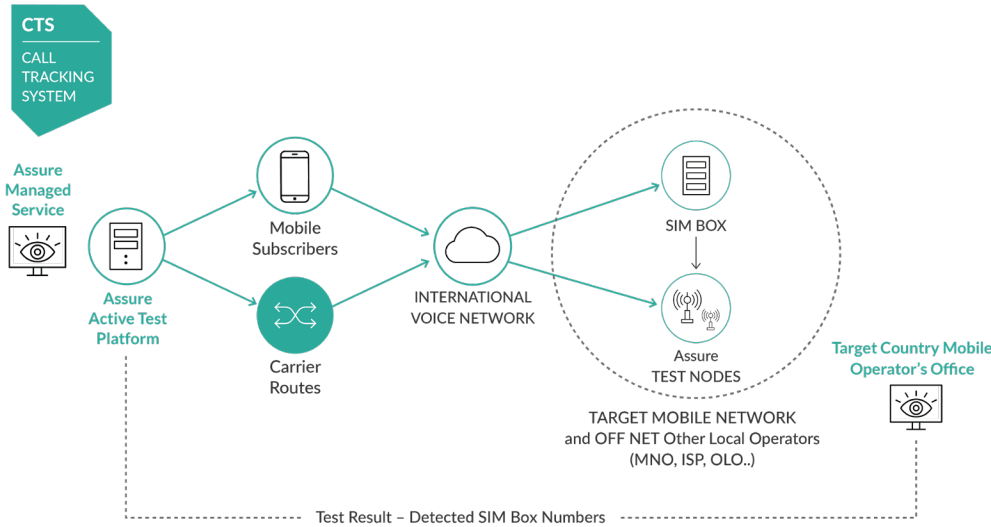 CTS
CALL
TRACKING
SYSTEM
Assure
Managed
Service
Assure
Active Test
Platform
Mobile
Subscribers
Carrier
Routes
INTERNATIONAL
VOICE NETWORK
SIM BOX
Assure
TEST NODES
TARGET MOBILE NETWORK
and OFF NET Other Local Operators
(MNO, ISP, OLO..)
Target Country Mobile
Operator's Office
Test Result – Detected SIM Box Numbers